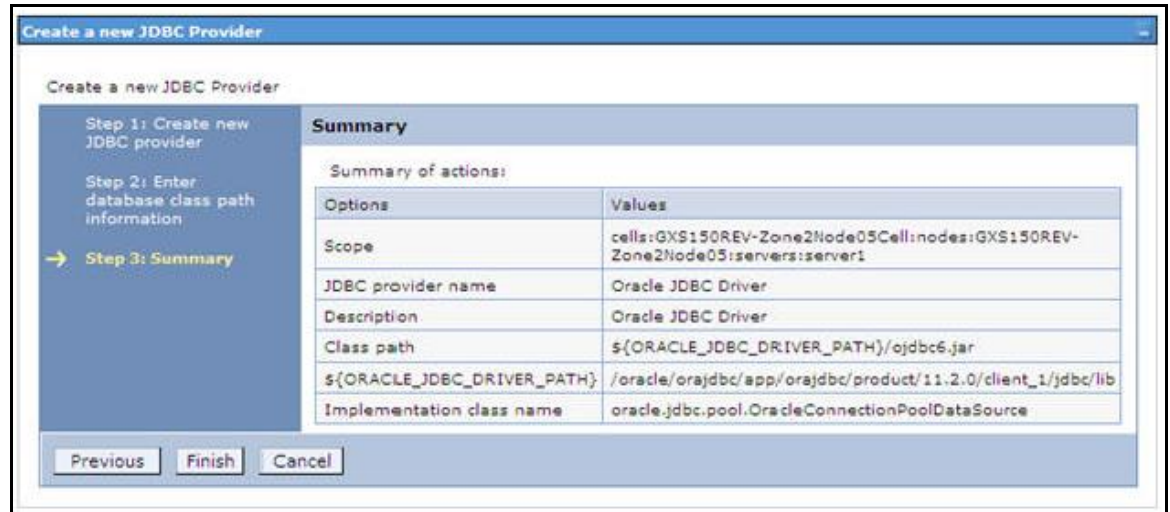 Create a new JDBC Provider
Create a new JDBC Provider
Step 1: Create new
JDBC provider
Step 2: Enter
database class path
information
Step 3: Summary
Summary
Summary of actions:
Options Values
Scope cells:GXS150REV-Zone2Node05Cell:nodes:GXS150REV-
Zone2Node05:servers:server1
JDBC provider name Oracle JDBC Driver
Description Oracle JDBC Driver
Class path ${ORACLE_JDBC_DRIVER_PATH}/ojdbc6.jar
${ORACLE_JDBC_DRIVER_PATH} /oracle/orajdbc/app/orajdbc/product/11.2.0/client_1/jdbc/lib
Implementation class name oracle.jdbc.pool.OracleConnectionPoolDataSource
Previous Finish Cancel